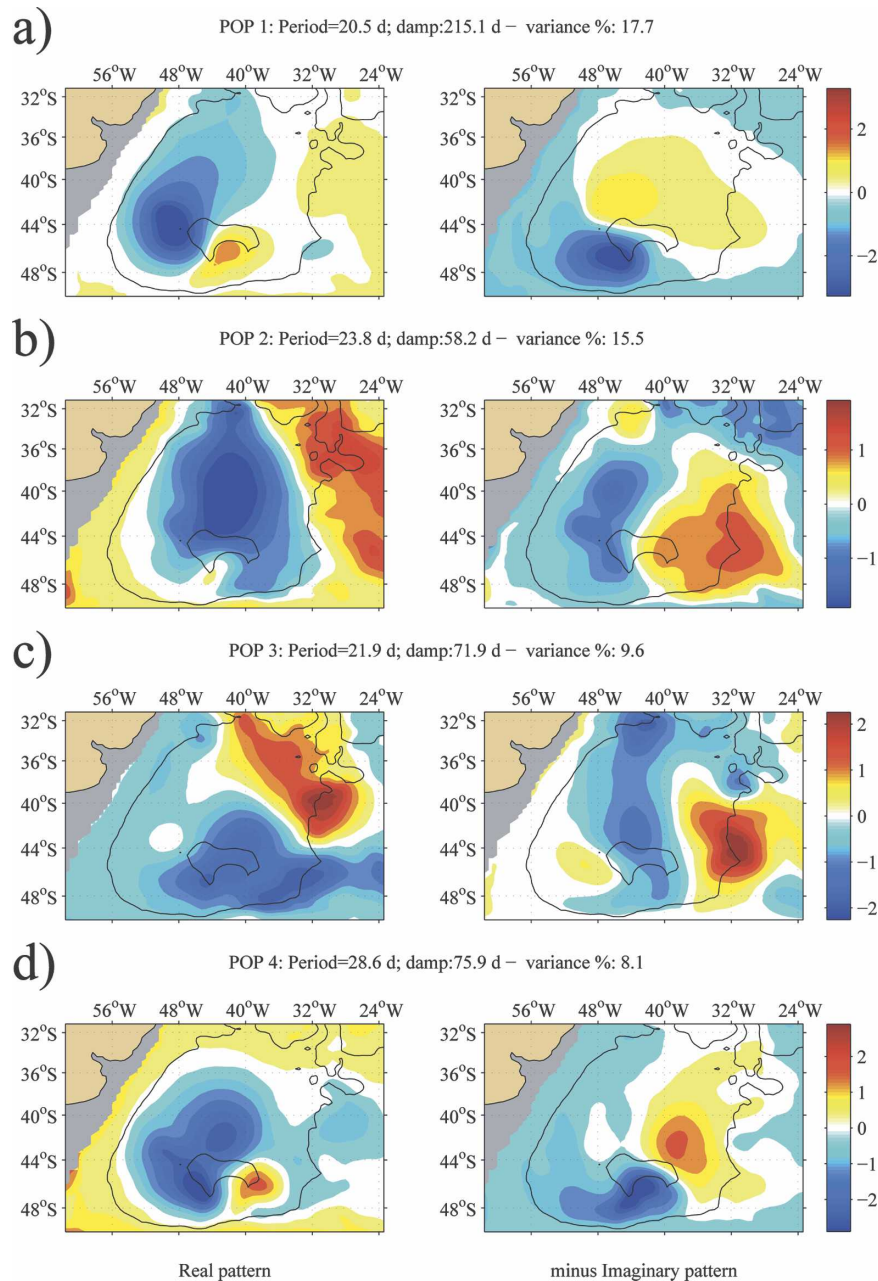 a)
POP 1: Period=20.5 d; damp:215.1 d − variance %: 17.7
56°W 48°W 40°W 32°W 24°W 56°W 48°W 40°W 32°W 24°W
32°S 32°S
36°S 36°S 2
40°S 40°S 0
44°S 44°S
48°S 48°S −2
b)
POP 2: Period=23.8 d; damp:58.2 d − variance %: 15.5
56°W 48°W 40°W 32°W 24°W 56°W 48°W 40°W 32°W 24°W
32°S 32°S
36°S 36°S 1
40°S 40°S 0
44°S 44°S −1
48°S 48°S
c)
POP 3: Period=21.9 d; damp:71.9 d − variance %: 9.6
56°W 48°W 40°W 32°W 24°W 56°W 48°W 40°W 32°W 24°W
32°S 32°S 2
36°S 36°S 1
40°S 40°S 0
44°S 44°S −1
48°S 48°S −2
d)
POP 4: Period=28.6 d; damp:75.9 d − variance %: 8.1
56°W 48°W 40°W 32°W 24°W 56°W 48°W 40°W 32°W 24°W
32°S 32°S 2
36°S 36°S 1
40°S 40°S 0
44°S 44°S −1
48°S 48°S −2
Real pattern minus Imaginary pattern